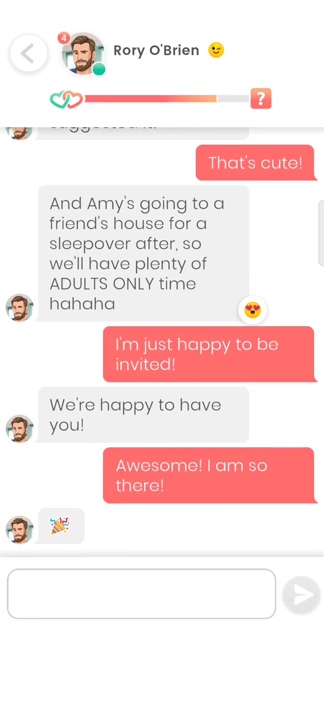 4
Rory O'Brien 😉
?
suggested it!
That's cute!
And Amy's going to a
friend's house for a
sleepover after, so
we'll have plenty of
ADULTS ONLY time
hahaha
I'm just happy to be
invited!
We're happy to have
you!
Awesome! I am so
there!
🎉